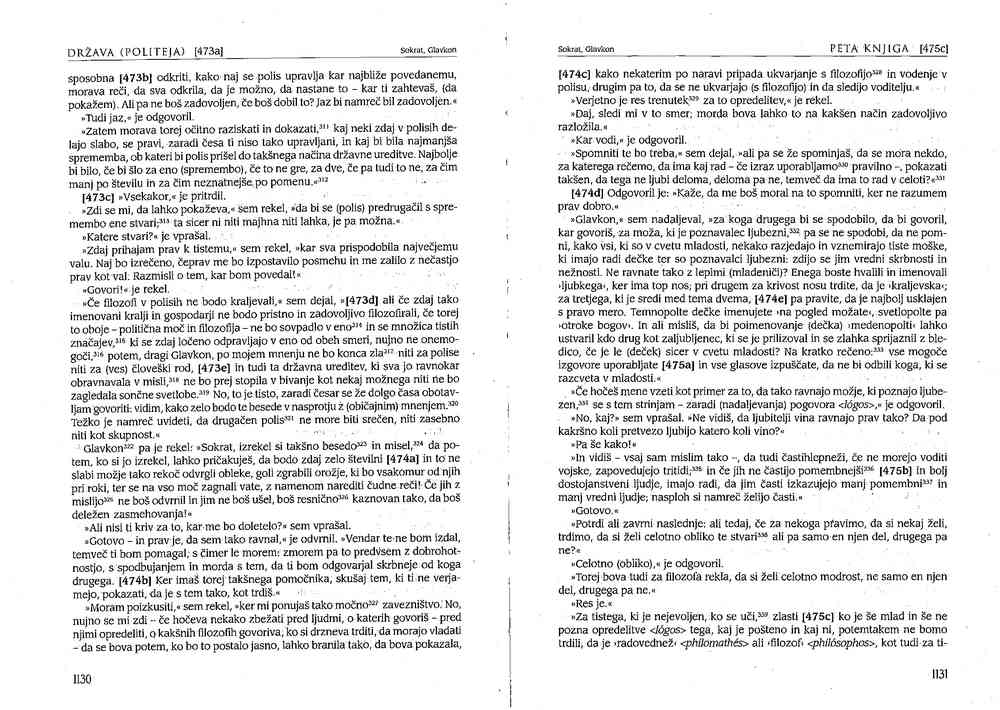 DRŽAVA (POLITEJA) [473a]
Sokrat, Glavkon
sposobna [473b] odkriti, kako naj se polis upravlja kar najbliže povedanemu,
morava reči, da sva odkrila, da je možno, da nastane to – kar ti zahtevaš, (da
pokažem). Ali pa ne boš zadovoljen, če boš dobil to? Jaz bi namreč bil zadovoljen.«
»Tudi jaz,« je odgovoril.
»Zatem morava torej očitno raziskati in dokazati,³¹¹ kaj neki zdaj v polisih de-
lajo slabo, se pravi, zaradi česa ti niso tako upravljani, in kaj bi bila najmanjša
sprememba, ob kateri bi polis prišel do takšnega načina državne ureditve. Najbolje
bi bilo, če bi šlo za eno (spremembo), če to ne gre, za dve, če pa tudi to ne, za čim
manj po številu in za čim neznatnejše po pomenu.«³¹²
[473c] »Vsekakor,« je pritrdil.
»Zdi se mi, da lahko pokaževa,« sem rekel, »da bi se (polis) predrugačil s spre-
membo ene stvari;³¹³ ta sicer ni niti majhna niti lahka, je pa možna.«
»Katere stvari?« je vprašal.
»Zdaj prihajam prav k tistemu,« sem rekel, »kar sva prispodobila največjemu
valu. Naj bo izrečeno, čeprav me bo izpostavilo posmehu in me zalilo z nečastjo
prav kot val: Razmisli o tem, kar bom povedal!«
»Govori!« je rekel.
»Če filozofi v polisih ne bodo kraljevali,« sem dejal, »[473d] ali če zdaj tako
imenovani kralji in gospodarji ne bodo pristno in zadovoljivo filozofirali, če torej
to oboje – politična moč in filozofija – ne bo sovpadlo v eno³¹⁴ in se množica tistih
značajev,³¹⁵ ki se zdaj ločeno odpravljajo v eno od obeh smeri, nujno ne onemo-
goči,³¹⁶ potem, dragi Glavkon, po mojem mnenju ne bo konca zla³¹⁷ niti za polise
niti za (ves) človeški rod, [473e] in tudi ta državna ureditev, ki sva jo ravnokar
obravnavala v misli,³¹⁸ ne bo prej stopila v bivanje kot nekaj možnega niti ne bo
zagledala sončne svetlobe.³¹⁹ No, to je tisto, zaradi česar se že dolgo časa obotav-
ljam govoriti: vidim, kako zelo bodo te besede v nasprotju z (običajnim) mnenjem.³²⁰
Težko je namreč uvideti, da drugačen polis³²¹ ne more biti srečen, niti zasebno
niti kot skupnost.«
Glavkon³²² pa je rekel: »Sokrat, izrekel si takšno besedo³²³ in misel,³²⁴ da po-
tem, ko si jo izrekel, lahko pričakuješ, da bodo zdaj zelo številni [474a] in to ne
slabi možje tako rekoč odvrgli obleke, goli zgrabili orožje, ki bo vsakomur od njih
pri roki, ter se na vso moč zagnali vate, z namenom narediti čudne reči! Če jih z
mislijo³²⁵ ne boš odvrnil in jim ne boš ušel, boš resnično³²⁶ kaznovan tako, da boš
deležen zasmehovanja!«
»Ali nisi ti kriv za to, kar me bo doletelo?« sem vprašal.
»Gotovo – in prav je, da sem tako ravnal,« je odvrnil. »Vendar te ne bom izdal,
temveč ti bom pomagal, s čimer le morem: zmorem pa to predvsem z dobrohot-
nostjo, s spodbujanjem in morda s tem, da ti bom odgovarjal skrbneje od koga
drugega. [474b] Ker imaš torej takšnega pomočnika, skušaj tem, ki ti ne verja-
mejo, pokazati, da je s tem tako, kot trdiš.«
»Moram poizkusiti,« sem rekel, »ker mi ponujaš tako močno³²⁷ zavezništvo. No,
nujno se mi zdi – če hočeva nekako zbežati pred ljudmi, o katerih govoriš – pred
njimi opredeliti, o kakšnih filozofih govoriva, ko si drzneva trditi, da morajo vladati
– da se bova potem, ko bo to postalo jasno, lahko branila tako, da bova pokazala,
1130
Sokrat, Glavkon
PETA KNJIGA [475c]
[474c] kako nekaterim po naravi pripada ukvarjanje s filozofijo³²⁸ in vodenje v
polisu, drugim pa to, da se ne ukvarjajo (s filozofijo) in da sledijo voditelju.«
»Verjetno je res trenutek³²⁹ za to opredelitev,« je rekel.
»Daj, sledi mi v to smer; morda bova lahko to na kakšen način zadovoljivo
razložila.«
»Kar vodi,« je odgovoril.
»Spomniti te bo treba,« sem dejal, »ali pa se že spominjaš, da se mora nekdo,
za katerega rečemo, da ima kaj rad – če izraz uporabljamo³³⁰ pravilno –, pokazati
takšen, da tega ne ljubi deloma, deloma pa ne, temveč da ima to rad v celoti?«³³¹
[474d] Odgovoril je: »Kaže, da me boš moral na to spomniti, ker ne razumem
prav dobro.«
»Glavkon,« sem nadaljeval, »za koga drugega bi se spodobilo, da bi govoril,
kar govoriš, za moža, ki je poznavalec ljubezni,³³² pa se ne spodobi, da ne pom-
ni, kako vsi, ki so v cvetu mladosti, nekako razjedajo in vznemirajo tiste moške,
ki imajo radi dečke ter so poznavalci ljubezni: zdijo se jim vredni skrbnosti in
nežnosti. Ne ravnate tako z lepimi (mladeniči)? Enega boste hvalili in imenovali
›ljubkega‹, ker ima top nos; pri drugem za krivost nosu trdite, da je ›kraljevska‹;
za tretjega, ki je sredi med tema dvema, [474e] pa pravite, da je najbolj usklajen
s pravo mero. Temnopolte dečke imenujete ›na pogled možate‹, svetlopolte pa
›otroke bogov‹. In ali misliš, da bi poimenovanje (dečka) ›medenopolti‹ lahko
ustvaril kdo drug kot zaljubljenec, ki se je prilizoval in se zlahka sprijaznil z ble-
dico, če je le (deček) sicer v cvetu mladosti? Na kratko rečeno:³³³ vse mogoče
izgovore uporabljate [475a] in vse glasove izpuščate, da ne bi odbili koga, ki se
razcveta v mladosti.«
»Če hočeš mene vzeti kot primer za to, da tako ravnajo možje, ki poznajo ljube-
zen,³³⁴ se s tem strinjam – zaradi (nadaljevanja) pogovora <lógos>,« je odgovoril.
»No, kaj?« sem vprašal. »Ne vidiš, da ljubitelji vina ravnajo prav tako? Da pod
kakršno koli pretvezo ljubijo katero koli vino?«
»Pa še kako!«
»In vidiš – vsaj sam mislim tako –, da tudi častihlepneži, če ne morejo voditi
vojske, zapovedujejo tritidi;³³⁵ in če jih ne častijo pomembnejši³³⁶ [475b] in bolj
dostojanstveni ljudje, imajo radi, da jim časti izkazujejo manj pomembni³³⁷ in
manj vredni ljudje; nasploh si namreč želijo časti.«
»Gotovo.«
»Potrdi ali zavrni naslednje: ali tedaj, če za nekoga pravimo, da si nekaj želi,
trdimo, da si želi celotno obliko te stvari³³⁸ ali pa samo en njen del, drugega pa
ne?«
»Celotno (obliko),« je odgovoril.
»Torej bova tudi za filozofa rekla, da si želi celotno modrost, ne samo en njen
del, drugega pa ne.«
»Res je.«
»Za tistega, ki je nejevoljen, ko se uči,³³⁹ zlasti [475c] ko je še mlad in še ne
pozna opredelitve <lógos> tega, kaj je pošteno in kaj ni, potemtakem ne bomo
trdili, da je ›radovednež‹ <philomathés> ali ›filozof‹ <philósophos>, kot tudi za ti-
1131